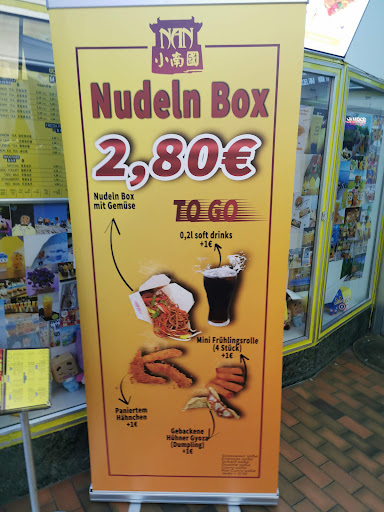 NAN
小南國
Nudeln Box
2,80€
Nudeln Box
mit Gemüse
TO GO
0,2l soft drinks
+1€
Mini Frühlingsrolle
(4 Stück)
+1€
Paniertem
Hähnchen
+1€
Gebackene
Hühner Gyoza
(Dumpling)
+1€